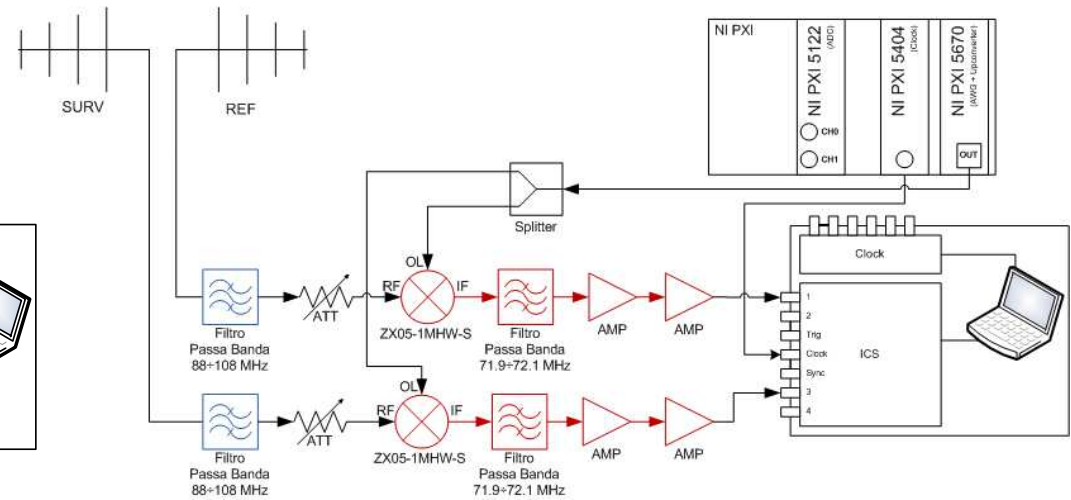 NI PXI
NI PXI 5122
(ADC)
CH0
CH1
NI PXI 5404
(Clock)
NI PXI 5670
(AWG + Upconverter)
OUT
SURV
REF
Splitter
Clock
1
2
Trig
Clock
Sync
3
4
ICS
OL
RF
IF
ATT
ZX05-1MHW-S
Filtro
Passa Banda
88÷108 MHz
Filtro
Passa Banda
71.9÷72.1 MHz
AMP
AMP
OL
RF
IF
ATT
ZX05-1MHW-S
Filtro
Passa Banda
88÷108 MHz
Filtro
Passa Banda
71.9÷72.1 MHz
AMP
AMP